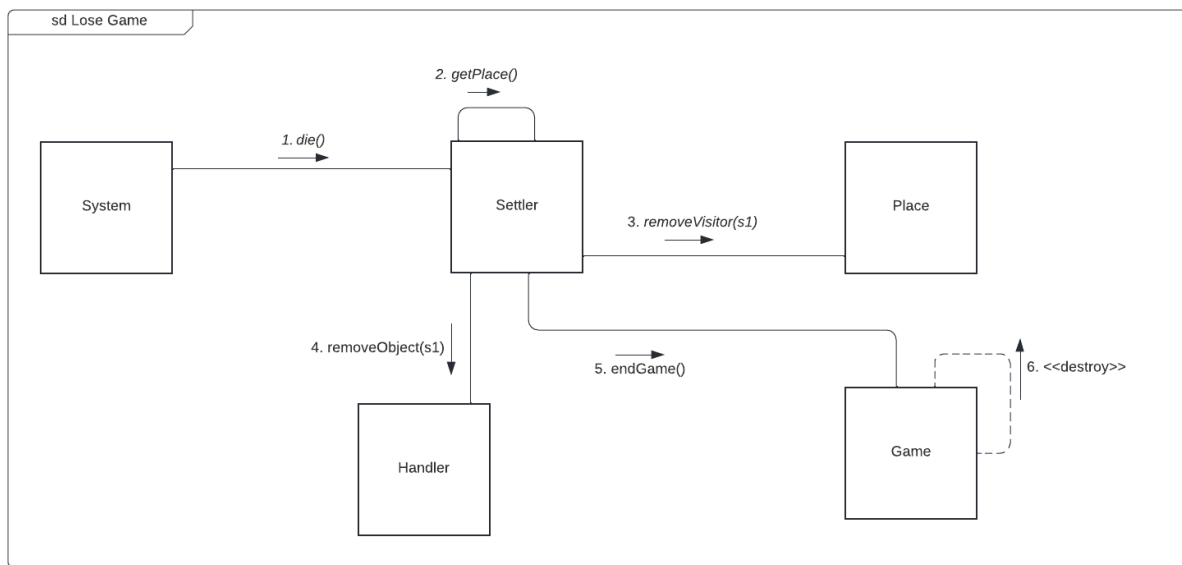 sd Lose Game
2. getPlace()
1. die()
System
Settler
Place
3. removeVisitor(s1)
4. removeObject(s1)
5. endGame()
6. <<destroy>>
Handler
Game